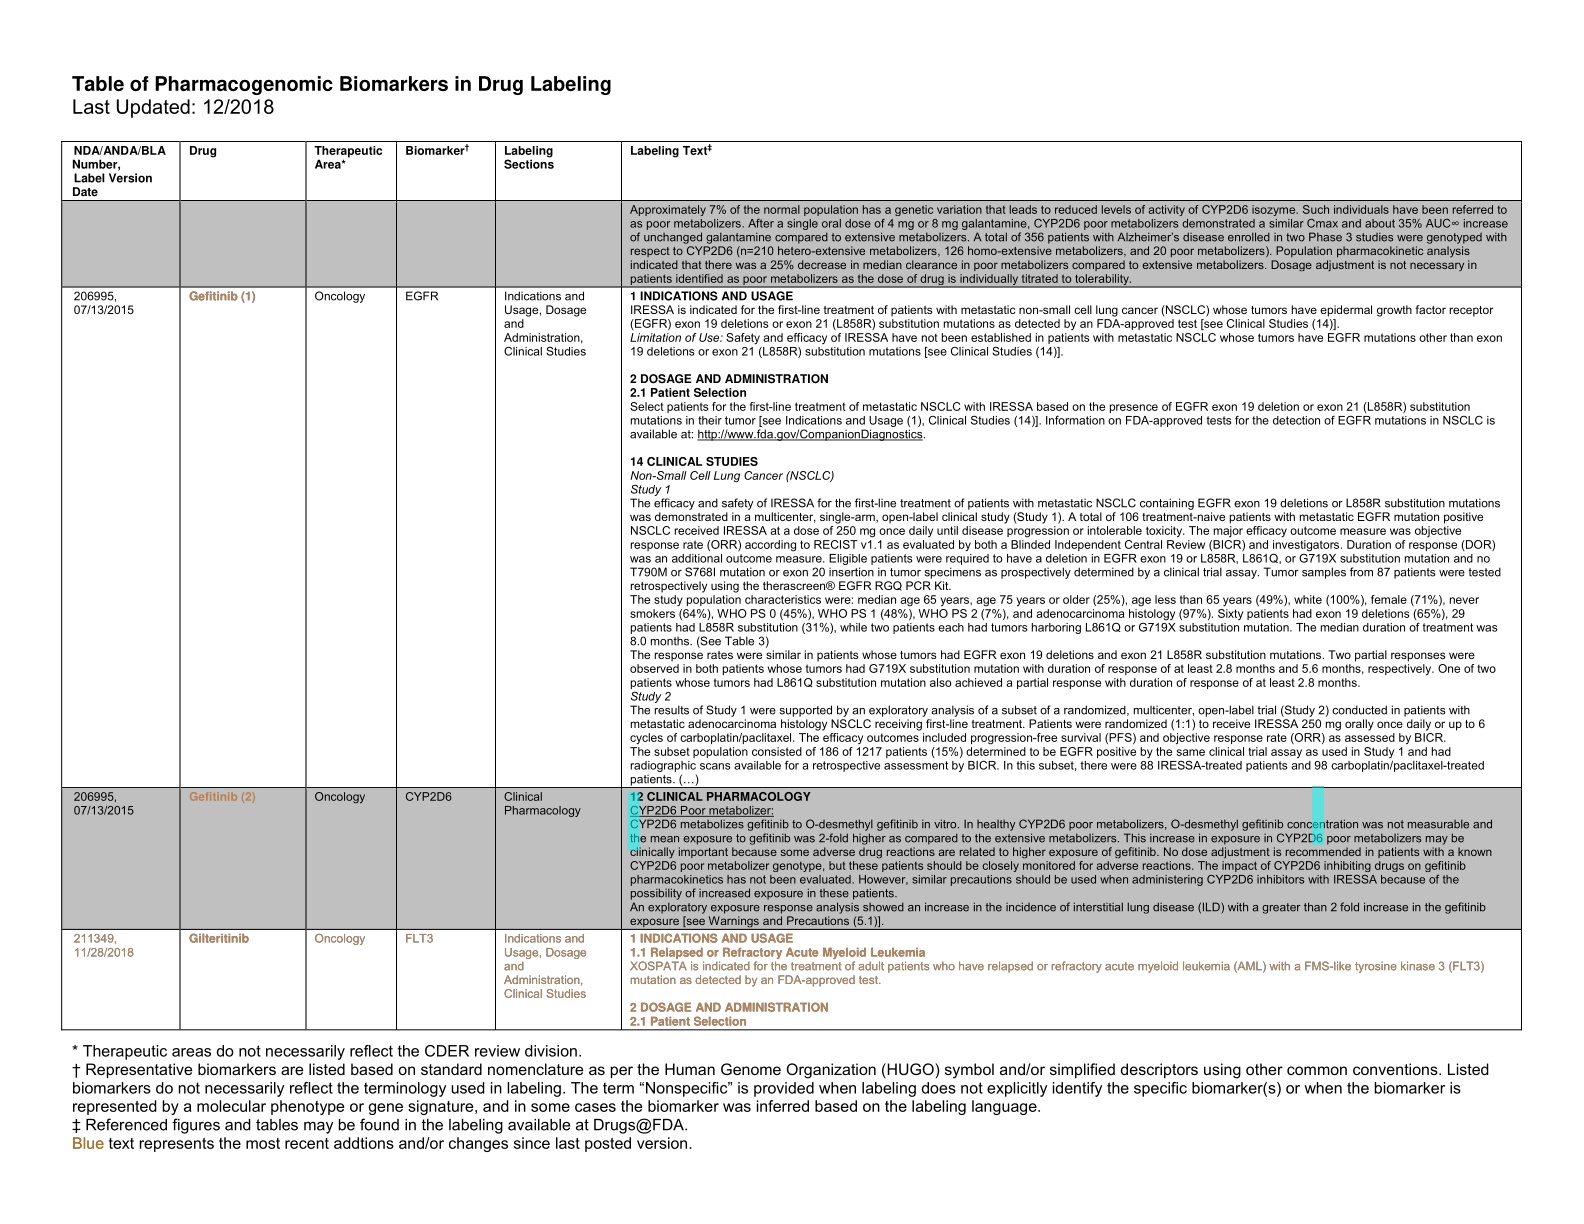 Table of Pharmacogenomic Biomarkers in Drug Labeling
Last Updated: 12/2018
NDA/ANDA/BLA
Number,
Label Version
Date
Drug
Therapeutic
Area*
Biomarker†
Labeling
Sections
Labeling Text‡
Approximately 7% of the normal population has a genetic variation that leads to reduced levels of activity of CYP2D6 isozyme. Such individuals have been referred to
as poor metabolizers. After a single oral dose of 4 mg or 8 mg galantamine, CYP2D6 poor metabolizers demonstrated a similar Cmax and about 35% AUC∞ increase
of unchanged galantamine compared to extensive metabolizers. A total of 356 patients with Alzheimer's disease enrolled in two Phase 3 studies were genotyped with
respect to CYP2D6 (n=210 hetero-extensive metabolizers, 126 homo-extensive metabolizers, and 20 poor metabolizers). Population pharmacokinetic analysis
indicated that there was a 25% decrease in median clearance in poor metabolizers compared to extensive metabolizers. Dosage adjustment is not necessary in
patients identified as poor metabolizers as the dose of drug is individually titrated to tolerability.
206995,
07/13/2015
Gefitinib (1)
Oncology
EGFR
Indications and
Usage, Dosage
and
Administration,
Clinical Studies
1 INDICATIONS AND USAGE
IRESSA is indicated for the first-line treatment of patients with metastatic non-small cell lung cancer (NSCLC) whose tumors have epidermal growth factor receptor
(EGFR) exon 19 deletions or exon 21 (L858R) substitution mutations as detected by an FDA-approved test [see Clinical Studies (14)].
Limitation of Use: Safety and efficacy of IRESSA have not been established in patients with metastatic NSCLC whose tumors have EGFR mutations other than exon
19 deletions or exon 21 (L858R) substitution mutations [see Clinical Studies (14)].
2 DOSAGE AND ADMINISTRATION
2.1 Patient Selection
Select patients for the first-line treatment of metastatic NSCLC with IRESSA based on the presence of EGFR exon 19 deletion or exon 21 (L858R) substitution
mutations in their tumor [see Indications and Usage (1), Clinical Studies (14)]. Information on FDA-approved tests for the detection of EGFR mutations in NSCLC is
available at: http://www.fda.gov/CompanionDiagnostics.
14 CLINICAL STUDIES
Non-Small Cell Lung Cancer (NSCLC)
Study 1
The efficacy and safety of IRESSA for the first-line treatment of patients with metastatic NSCLC containing EGFR exon 19 deletions or L858R substitution mutations
was demonstrated in a multicenter, single-arm, open-label clinical study (Study 1). A total of 106 treatment-naive patients with metastatic EGFR mutation positive
NSCLC received IRESSA at a dose of 250 mg once daily until disease progression or intolerable toxicity. The major efficacy outcome measure was objective
response rate (ORR) according to RECIST v1.1 as evaluated by both a Blinded Independent Central Review (BICR) and investigators. Duration of response (DOR)
was an additional outcome measure. Eligible patients were required to have a deletion in EGFR exon 19 or L858R, L861Q, or G719X substitution mutation and no
T790M or S768I mutation or exon 20 insertion in tumor specimens as prospectively determined by a clinical trial assay. Tumor samples from 87 patients were tested
retrospectively using the therascreen® EGFR RGQ PCR Kit.
The study population characteristics were: median age 65 years, age 75 years or older (25%), age less than 65 years (49%), white (100%), female (71%), never
smokers (64%), WHO PS 0 (45%), WHO PS 1 (48%), WHO PS 2 (7%), and adenocarcinoma histology (97%). Sixty patients had exon 19 deletions (65%), 29
patients had L858R substitution (31%), while two patients each had tumors harboring L861Q or G719X substitution mutation. The median duration of treatment was
8.0 months. (See Table 3)
The response rates were similar in patients whose tumors had EGFR exon 19 deletions and exon 21 L858R substitution mutations. Two partial responses were
observed in both patients whose tumors had G719X substitution mutation with duration of response of at least 2.8 months and 5.6 months, respectively. One of two
patients whose tumors had L861Q substitution mutation also achieved a partial response with duration of response of at least 2.8 months.
Study 2
The results of Study 1 were supported by an exploratory analysis of a subset of a randomized, multicenter, open-label trial (Study 2) conducted in patients with
metastatic adenocarcinoma histology NSCLC receiving first-line treatment. Patients were randomized (1:1) to receive IRESSA 250 mg orally once daily or up to 6
cycles of carboplatin/paclitaxel. The efficacy outcomes included progression-free survival (PFS) and objective response rate (ORR) as assessed by BICR.
The subset population consisted of 186 of 1217 patients (15%) determined to be EGFR positive by the same clinical trial assay as used in Study 1 and had
radiographic scans available for a retrospective assessment by BICR. In this subset, there were 88 IRESSA-treated patients and 98 carboplatin/paclitaxel-treated
patients. (…)
206995,
07/13/2015
Gefitinib (2)
Oncology
CYP2D6
Clinical
Pharmacology
12 CLINICAL PHARMACOLOGY
CYP2D6 Poor metabolizer:
CYP2D6 metabolizes gefitinib to O-desmethyl gefitinib in vitro. In healthy CYP2D6 poor metabolizers, O-desmethyl gefitinib concentration was not measurable and
the mean exposure to gefitinib was 2-fold higher as compared to the extensive metabolizers. This increase in exposure in CYP2D6 poor metabolizers may be
clinically important because some adverse drug reactions are related to higher exposure of gefitinib. No dose adjustment is recommended in patients with a known
CYP2D6 poor metabolizer genotype, but these patients should be closely monitored for adverse reactions. The impact of CYP2D6 inhibiting drugs on gefitinib
pharmacokinetics has not been evaluated. However, similar precautions should be used when administering CYP2D6 inhibitors with IRESSA because of the
possibility of increased exposure in these patients.
An exploratory exposure response analysis showed an increase in the incidence of interstitial lung disease (ILD) with a greater than 2 fold increase in the gefitinib
exposure [see Warnings and Precautions (5.1)].
211349,
11/28/2018
Gilteritinib
Oncology
FLT3
Indications and
Usage, Dosage
and
Administration,
Clinical Studies
1 INDICATIONS AND USAGE
1.1 Relapsed or Refractory Acute Myeloid Leukemia
XOSPATA is indicated for the treatment of adult patients who have relapsed or refractory acute myeloid leukemia (AML) with a FMS-like tyrosine kinase 3 (FLT3)
mutation as detected by an FDA-approved test.
2 DOSAGE AND ADMINISTRATION
2.1 Patient Selection
* Therapeutic areas do not necessarily reflect the CDER review division.
† Representative biomarkers are listed based on standard nomenclature as per the Human Genome Organization (HUGO) symbol and/or simplified descriptors using other common conventions. Listed
biomarkers do not necessarily reflect the terminology used in labeling. The term “Nonspecific” is provided when labeling does not explicitly identify the specific biomarker(s) or when the biomarker is
represented by a molecular phenotype or gene signature, and in some cases the biomarker was inferred based on the labeling language.
‡ Referenced figures and tables may be found in the labeling available at Drugs@FDA.
Blue text represents the most recent addtions and/or changes since last posted version.